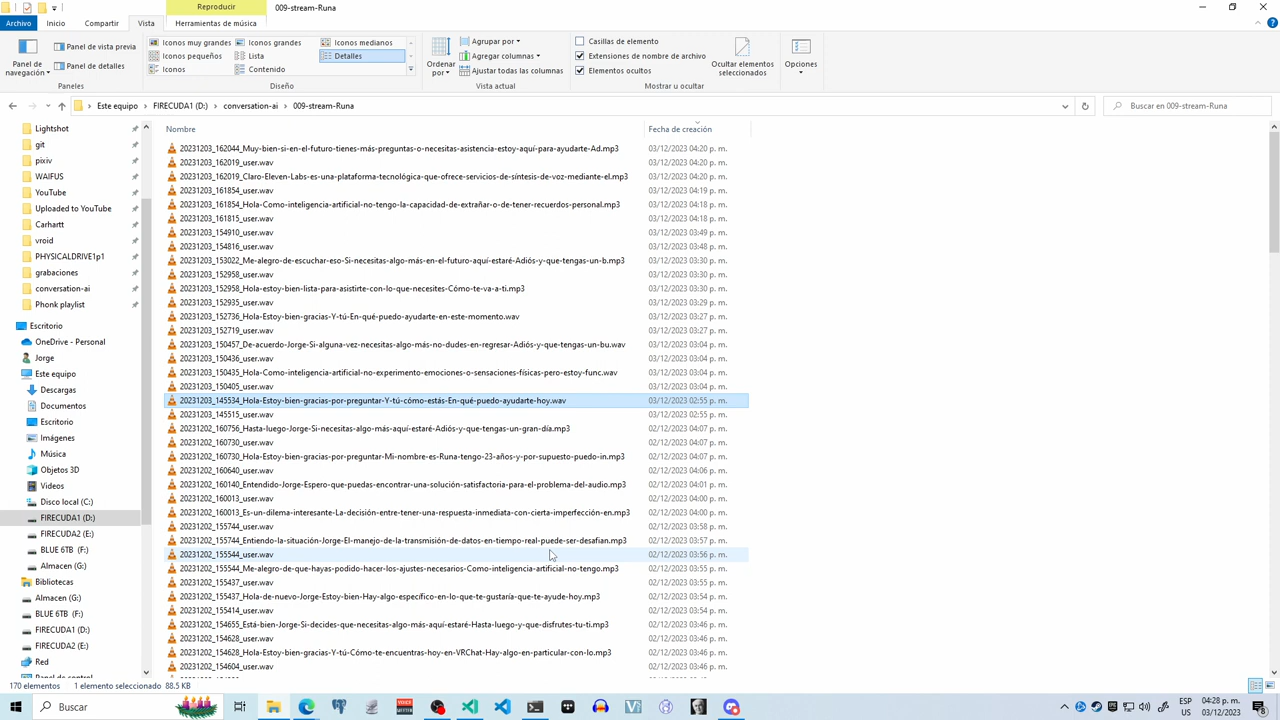 Reproducir
009-stream-Runa
Archivo
Inicio
Compartir
Vista
Herramientas de música
Panel de navegación
Panel de vista previa
Panel de detalles
Paneles
Iconos muy grandes
Iconos grandes
Iconos medianos
Iconos pequeños
Lista
Detalles
Iconos
Contenido
Diseño
Ordenar por
Agrupar por
Agregar columnas
Ajustar todas las columnas
Vista actual
Casillas de elemento
Extensiones de nombre de archivo
Elementos ocultos
Ocultar elementos seleccionados
Mostrar u ocultar
Opciones
Este equipo
FIRECUDA1 (D:)
conversation-ai
009-stream-Runa
Buscar en 009-stream-Runa
Lightshot
git
pixiv
WAIFUS
YouTube
Uploaded to YouTube
Carhartt
vroid
PHYSICALDRIVE1p1
grabaciones
conversation-ai
Phonk playlist
Escritorio
OneDrive - Personal
Jorge
Este equipo
Descargas
Documentos
Escritorio
Imágenes
Música
Objetos 3D
Videos
Disco local (C:)
FIRECUDA1 (D:)
FIRECUDA2 (E:)
BLUE 6TB (F:)
Almacen (G:)
Bibliotecas
Almacen (G:)
BLUE 6TB (F:)
FIRECUDA1 (D:)
FIRECUDA2 (E:)
Red
Panel de control
Nombre
Fecha de creación
20231203_162044_Muy-bien-si-en-el-futuro-tienes-más-preguntas-o-necesitas-asistencia-estoy-aquí-para-ayudarte-Ad.mp3 03/12/2023 04:20 p. m.
20231203_162019_user.wav 03/12/2023 04:20 p. m.
20231203_162019_Claro-Eleven-Labs-es-una-plataforma-tecnológica-que-ofrece-servicios-de-síntesis-de-voz-mediante-el.mp3 03/12/2023 04:20 p. m.
20231203_161854_user.wav 03/12/2023 04:19 p. m.
20231203_161854_Hola-Como-inteligencia-artificial-no-tengo-la-capacidad-de-extrañar-o-de-tener-recuerdos-personal.mp3 03/12/2023 04:18 p. m.
20231203_161815_user.wav 03/12/2023 04:18 p. m.
20231203_154910_user.wav 03/12/2023 03:49 p. m.
20231203_154816_user.wav 03/12/2023 03:48 p. m.
20231203_153022_Me-alegro-de-escuchar-eso-Si-necesitas-algo-más-en-el-futuro-aquí-estaré-Adiós-y-que-tengas-un-b.mp3 03/12/2023 03:30 p. m.
20231203_152958_user.wav 03/12/2023 03:30 p. m.
20231203_152958_Hola-estoy-bien-lista-para-asistirte-con-lo-que-necesites-Cómo-te-va-a-ti.mp3 03/12/2023 03:30 p. m.
20231203_152935_user.wav 03/12/2023 03:29 p. m.
20231203_152736_Hola-Estoy-bien-gracias-Y-tú-En-qué-puedo-ayudarte-en-este-momento.wav 03/12/2023 03:27 p. m.
20231203_152719_user.wav 03/12/2023 03:27 p. m.
20231203_150457_De-acuerdo-Jorge-Si-alguna-vez-necesitas-algo-más-no-dudes-en-regresar-Adiós-y-que-tengas-un-bu.wav 03/12/2023 03:04 p. m.
20231203_150436_user.wav 03/12/2023 03:04 p. m.
20231203_150435_Hola-Como-inteligencia-artificial-no-experimento-emociones-o-sensaciones-físicas-pero-estoy-func.wav 03/12/2023 03:04 p. m.
20231203_150405_user.wav 03/12/2023 03:04 p. m.
20231203_145534_Hola-Estoy-bien-gracias-por-preguntar-Y-tú-cómo-estás-En-qué-puedo-ayudarte-hoy.wav 03/12/2023 02:55 p. m.
20231203_145515_user.wav 03/12/2023 02:55 p. m.
20231202_160756_Hasta-luego-Jorge-Si-necesitas-algo-más-aquí-estaré-Adiós-y-que-tengas-un-gran-día.mp3 02/12/2023 04:07 p. m.
20231202_160730_user.wav 02/12/2023 04:07 p. m.
20231202_160730_Hola-Estoy-bien-gracias-por-preguntar-Mi-nombre-es-Runa-tengo-23-años-y-por-supuesto-puedo-in.mp3 02/12/2023 04:07 p. m.
20231202_160640_user.wav 02/12/2023 04:06 p. m.
20231202_160140_Entendido-Jorge-Espero-que-puedas-encontrar-una-solución-satisfactoria-para-el-problema-del-audio.mp3 02/12/2023 04:01 p. m.
20231202_160013_user.wav 02/12/2023 04:00 p. m.
20231202_160013_Es-un-dilema-interesante-La-decisión-entre-tener-una-respuesta-inmediata-con-cierta-imperfección-en.mp3 02/12/2023 04:00 p. m.
20231202_155744_user.wav 02/12/2023 03:58 p. m.
20231202_155744_Entiendo-la-situación-Jorge-El-manejo-de-la-transmisión-de-datos-en-tiempo-real-puede-ser-desafian.mp3 02/12/2023 03:57 p. m.
20231202_155544_user.wav 02/12/2023 03:56 p. m.
20231202_155544_Me-alegro-de-que-hayas-podido-hacer-los-ajustes-necesarios-Como-inteligencia-artificial-no-tengo.mp3 02/12/2023 03:55 p. m.
20231202_155437_user.wav 02/12/2023 03:55 p. m.
20231202_155437_Hola-de-nuevo-Jorge-Estoy-bien-Hay-algo-específico-en-lo-que-te-gustaría-que-te-ayude-hoy.mp3 02/12/2023 03:54 p. m.
20231202_155414_user.wav 02/12/2023 03:54 p. m.
20231202_154655_Está-bien-Jorge-Si-decides-que-necesitas-algo-más-aquí-estaré-Hasta-luego-y-que-disfrutes-tu-ti.mp3 02/12/2023 03:46 p. m.
20231202_154628_user.wav 02/12/2023 03:46 p. m.
20231202_154628_Hola-Estoy-bien-gracias-Y-tú-Cómo-te-encuentras-hoy-en-VRChat-Hay-algo-en-particular-con-lo.mp3 02/12/2023 03:46 p. m.
20231202_154604_user.wav 02/12/2023 03:46 p. m.
170 elementos
1 elemento seleccionado 88.5 KB
Buscar
ESP
US
04:28 p. m.
03/12/2023